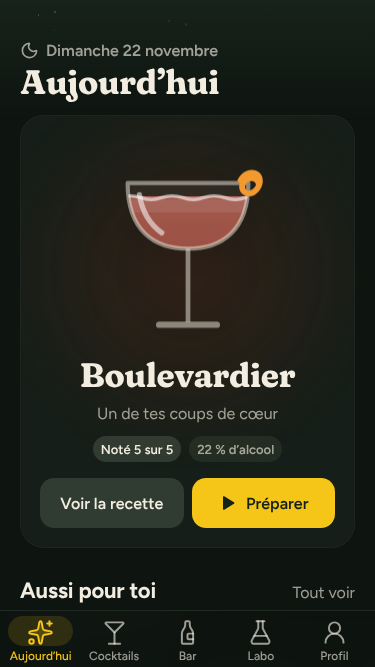 Dimanche 22 novembre
Aujourd’hui
Boulevardier
Un de tes coups de cœur
Noté 5 sur 5
22 % d’alcool
Voir la recette
Préparer
Aussi pour toi
Tout voir
Aujourd’hui
Cocktails
Bar
Labo
Profil